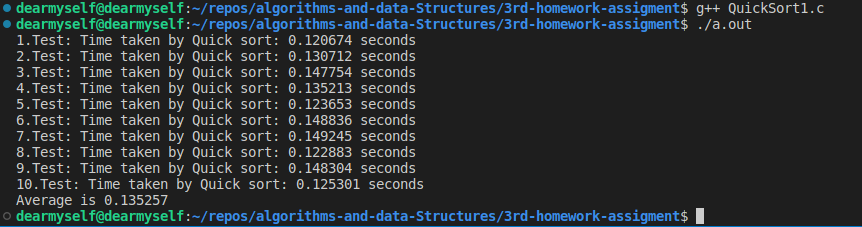 dearmyself@dearmyself:~/repos/algorithms-and-data-Structures/3rd-homework-assigment$ g++ QuickSort1.c
dearmyself@dearmyself:~/repos/algorithms-and-data-Structures/3rd-homework-assigment$ ./a.out
1.Test: Time taken by Quick sort: 0.120674 seconds
2.Test: Time taken by Quick sort: 0.130712 seconds
3.Test: Time taken by Quick sort: 0.147754 seconds
4.Test: Time taken by Quick sort: 0.135213 seconds
5.Test: Time taken by Quick sort: 0.123653 seconds
6.Test: Time taken by Quick sort: 0.148836 seconds
7.Test: Time taken by Quick sort: 0.149245 seconds
8.Test: Time taken by Quick sort: 0.122883 seconds
9.Test: Time taken by Quick sort: 0.148304 seconds
10.Test: Time taken by Quick sort: 0.125301 seconds
Average is 0.135257
dearmyself@dearmyself:~/repos/algorithms-and-data-Structures/3rd-homework-assigment$